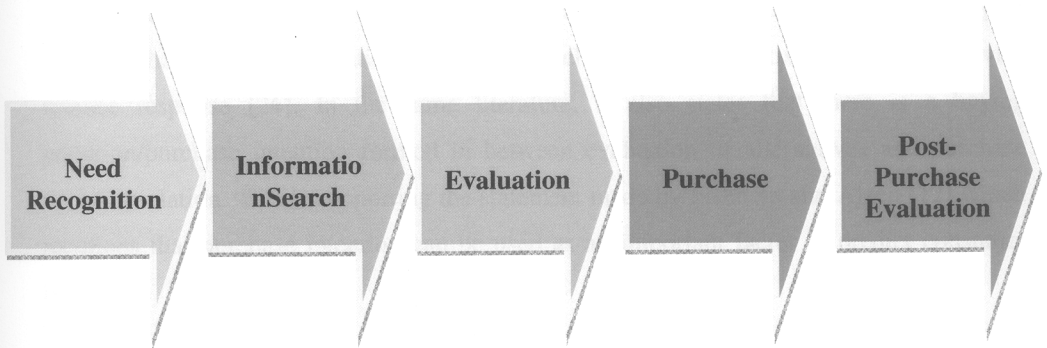 Need
Recognition
Informatio
nSearch
Evaluation
Purchase
Post-
Purchase
Evaluation